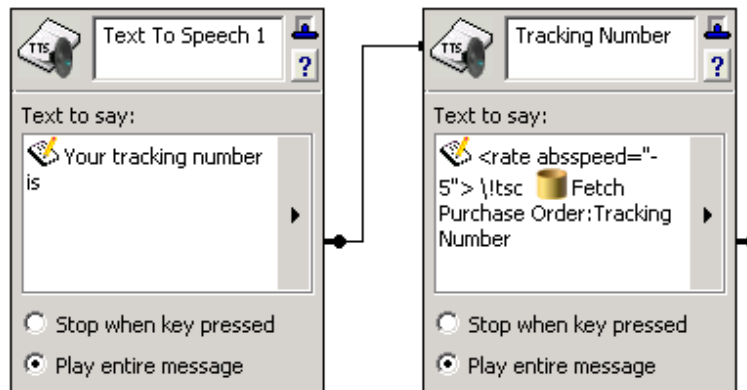 TTS
Text To Speech 1
?
Text to say:
Your tracking number
is
Stop when key pressed
Play entire message
TTS
Tracking Number
?
Text to say:
<rate absspeed="-
5"> \!tsc Fetch
Purchase Order:Tracking
Number
Stop when key pressed
Play entire message